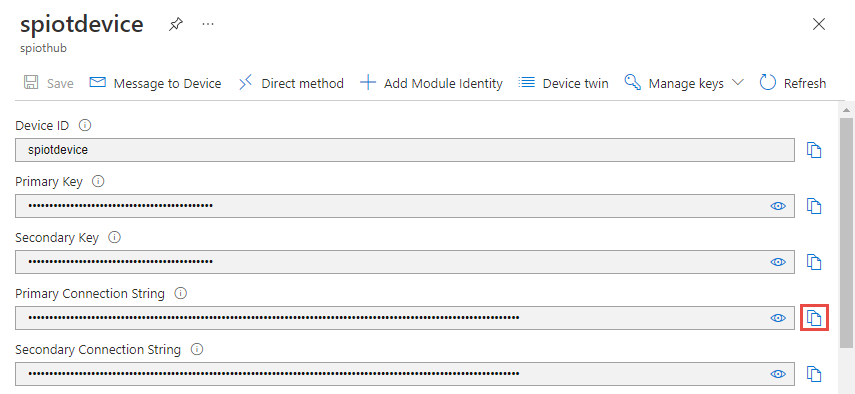 spiotdevice
spiothub
Save Message to Device Direct method Add Module Identity Device twin Manage keys Refresh
Device ID
spiotdevice
Primary Key
Secondary Key
Primary Connection String
Secondary Connection String